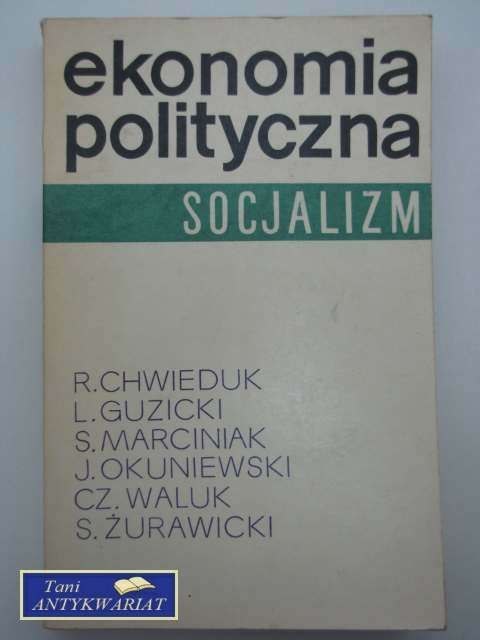 ekonomia
polityczna
SOCJALIZM
R. CHWIEDUK
L. GUZICKI
S. MARCINIAK
J. OKUNIEWSKI
CZ. WALUK
S. ŻURAWICKI
Tani
ANTYKWARIAT